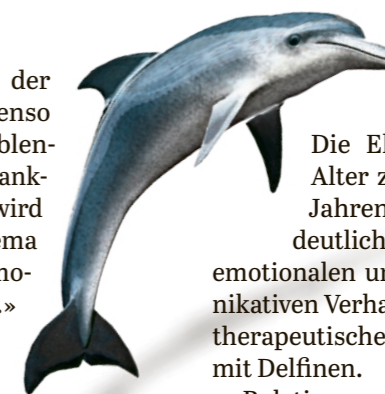 der
enso
blen-
ank-
wird
ema
no-
.»
Die El
Alter z
Jahren
deutlich
emotionalen un
nikativen Verha
therapeutische
mit Delfinen.